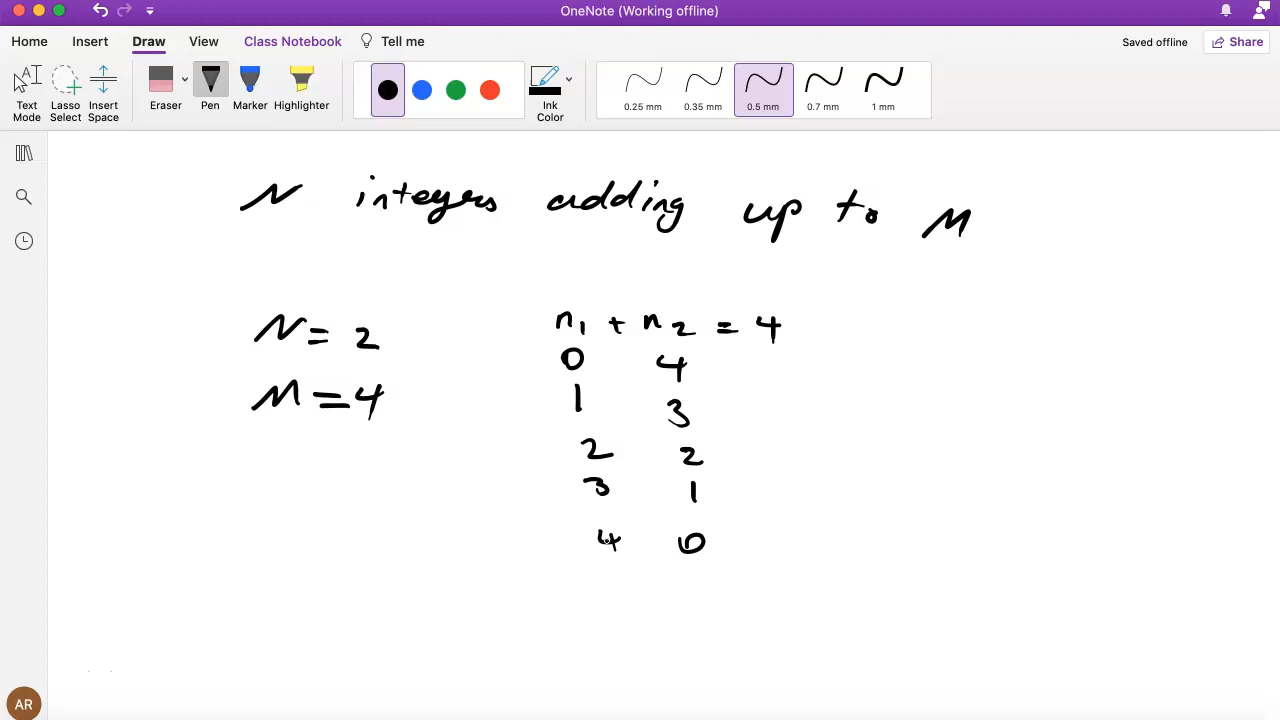 OneNote (Working offline)
Home Insert Draw View Class Notebook Tell me Saved offline Share
Text Mode Lasso Select Insert Space Eraser Pen Marker Highlighter Ink Color 0.25 mm 0.35 mm 0.5 mm 0.7 mm 1 mm
N integers adding up to M
N = 2
M = 4
n1 + n2 = 4
0 4
1 3
2 2
3 1
4 0
AR